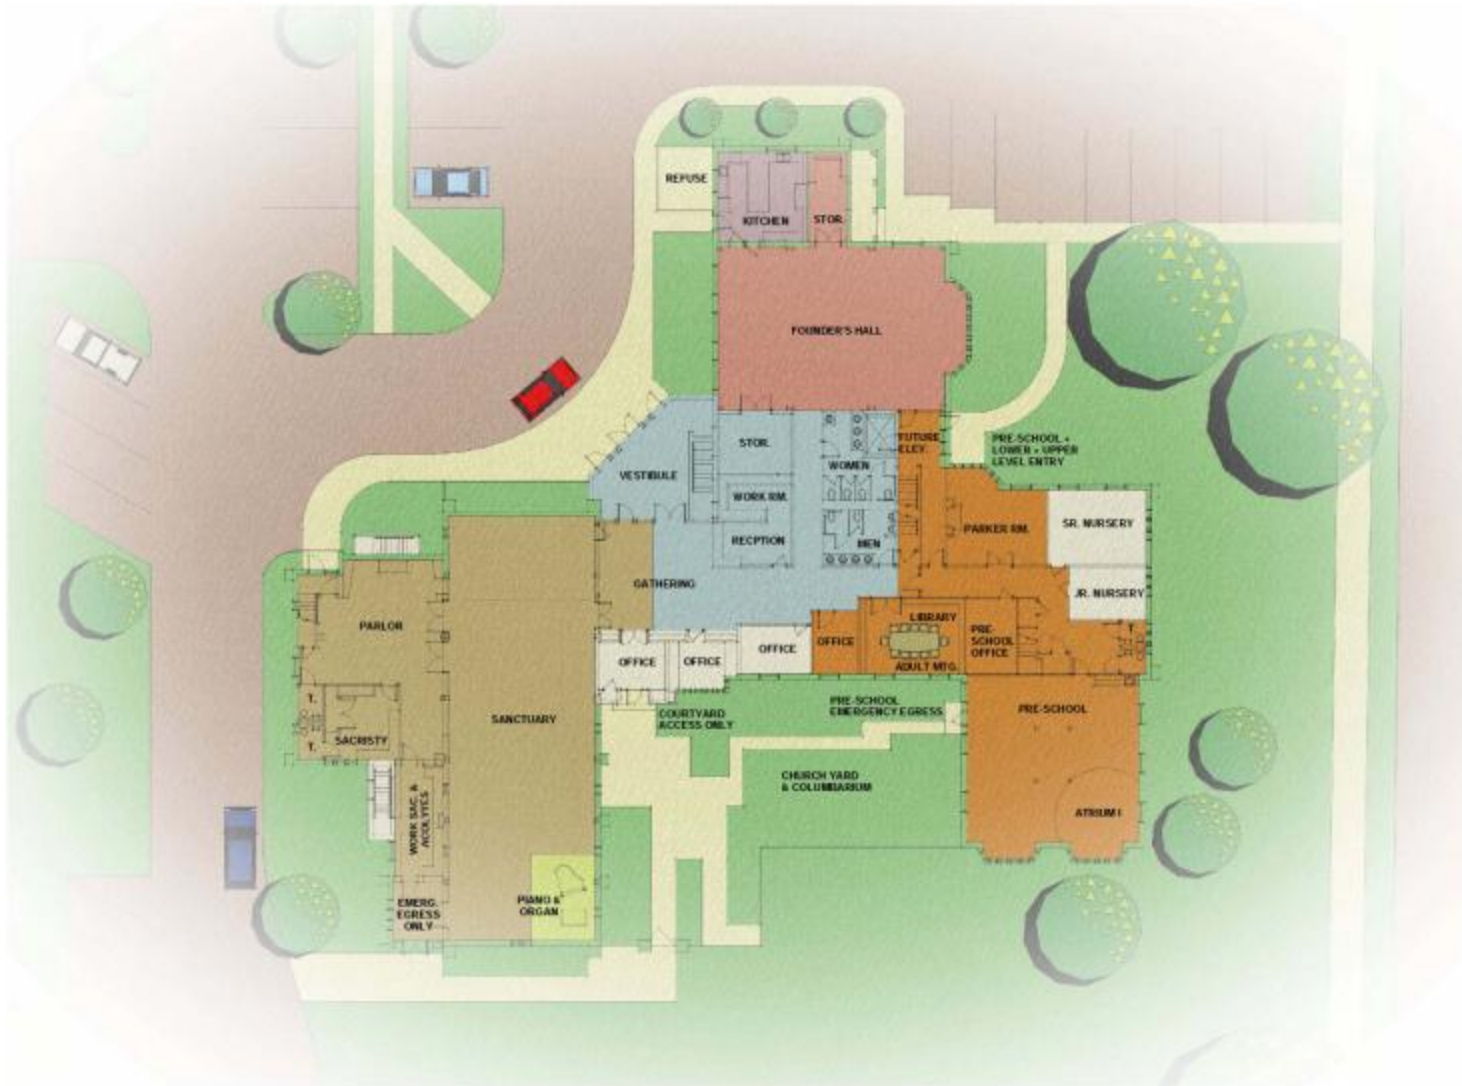 REFUSE
KITCHEN
STOR.
FOUNDER'S HALL
STOR.
WOMEN
FUTURE
ELEV.
PRE-SCHOOL +
LOWER + UPPER
LEVEL ENTRY
VESTIBULE
WORK RM.
RECPTION
MEN
PARKER RM.
SR. NURSERY
GATHERING
JR. NURSERY
PARLOR
LIBRARY
OFFICE
OFFICE
OFFICE
OFFICE
PRE-
SCHOOL
OFFICE
ADULT MTG.
T.
T.
SACRISTY
SANCTUARY
COURTYARD
ACCESS ONLY
PRE-SCHOOL
EMERGENCY EGRESS
PRE-SCHOOL
CHURCH YARD
& COLUMBARIUM
WORK SAC. &
ACOLYTES
ATRIUM I
EMERG.
EGRESS
ONLY
PIANO &
ORGAN